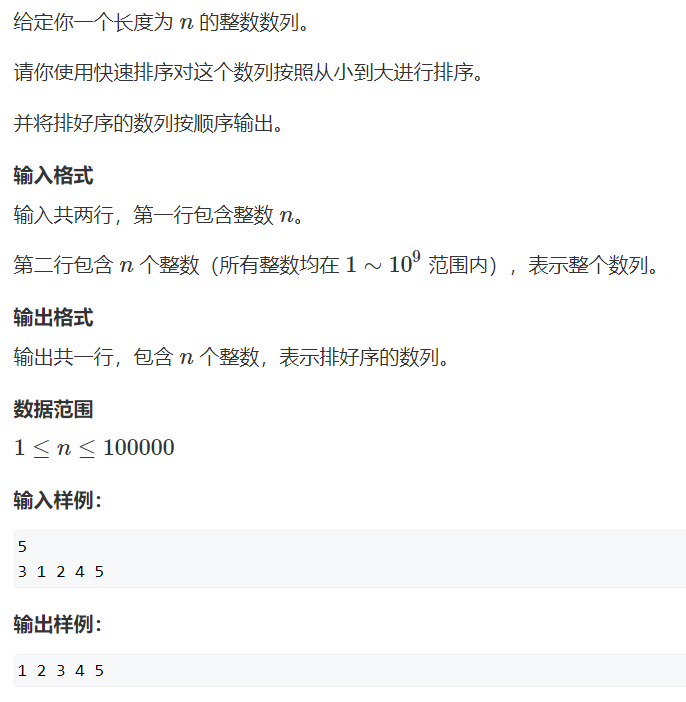 给定你一个长度为 n 的整数数列。
请你使用快速排序对这个数列按照从小到大进行排序。
并将排好序的数列按顺序输出。
输入格式
输入共两行，第一行包含整数 n。
第二行包含 n 个整数（所有整数均在 1 ∼ 10⁹ 范围内），表示整个数列。
输出格式
输出共一行，包含 n 个整数，表示排好序的数列。
数据范围
1 ≤ n ≤ 100000
输入样例：
5
3 1 2 4 5
输出样例：
1 2 3 4 5